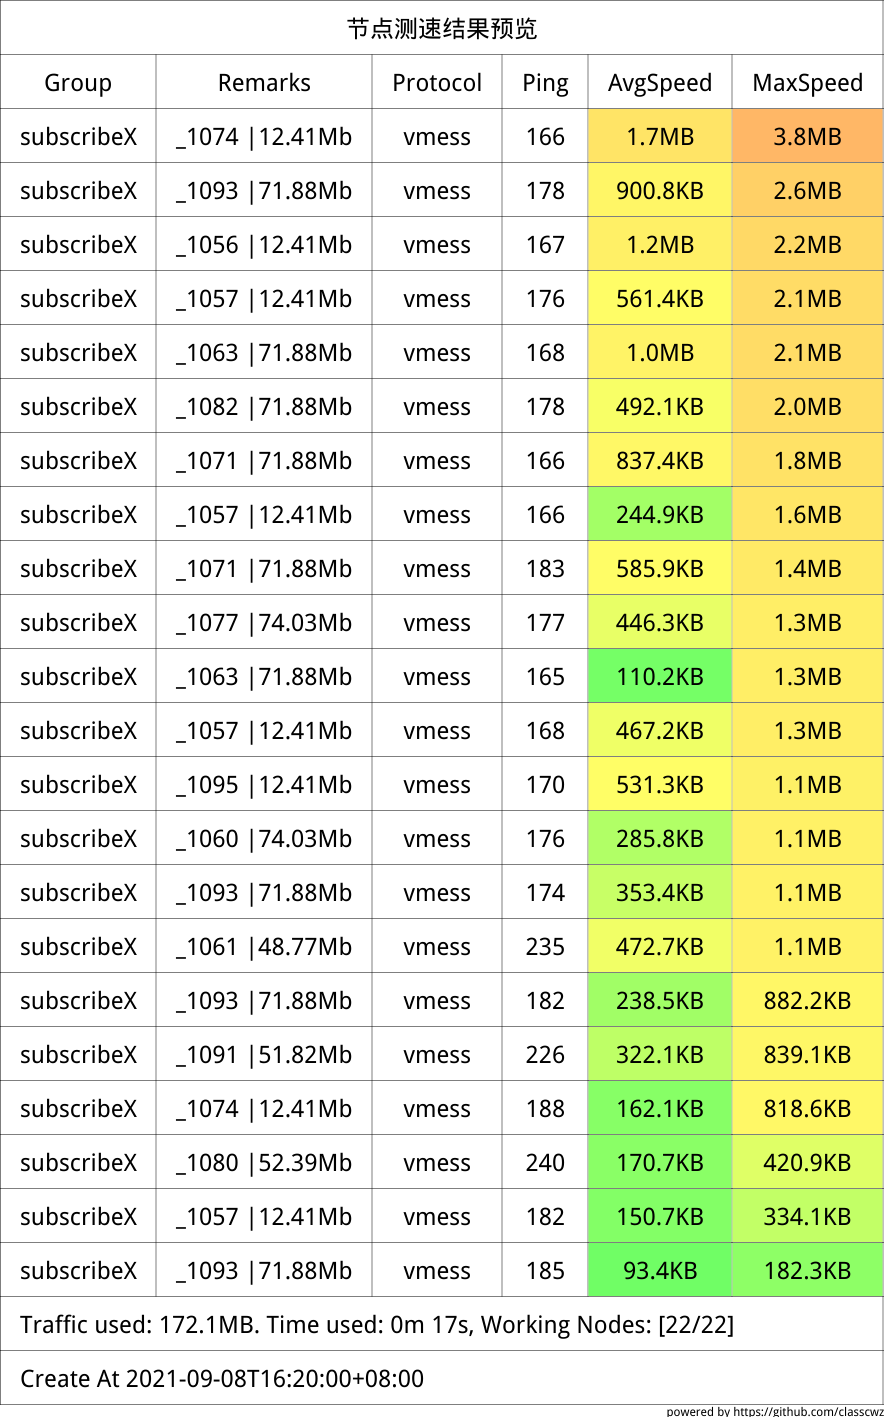 节点测速结果预览
Group Remarks Protocol Ping AvgSpeed MaxSpeed
subscribeX _1074 |12.41Mb vmess 166 1.7MB 3.8MB
subscribeX _1093 |71.88Mb vmess 178 900.8KB 2.6MB
subscribeX _1056 |12.41Mb vmess 167 1.2MB 2.2MB
subscribeX _1057 |12.41Mb vmess 176 561.4KB 2.1MB
subscribeX _1063 |71.88Mb vmess 168 1.0MB 2.1MB
subscribeX _1082 |71.88Mb vmess 178 492.1KB 2.0MB
subscribeX _1071 |71.88Mb vmess 166 837.4KB 1.8MB
subscribeX _1057 |12.41Mb vmess 166 244.9KB 1.6MB
subscribeX _1071 |71.88Mb vmess 183 585.9KB 1.4MB
subscribeX _1077 |74.03Mb vmess 177 446.3KB 1.3MB
subscribeX _1063 |71.88Mb vmess 165 110.2KB 1.3MB
subscribeX _1057 |12.41Mb vmess 168 467.2KB 1.3MB
subscribeX _1095 |12.41Mb vmess 170 531.3KB 1.1MB
subscribeX _1060 |74.03Mb vmess 176 285.8KB 1.1MB
subscribeX _1093 |71.88Mb vmess 174 353.4KB 1.1MB
subscribeX _1061 |48.77Mb vmess 235 472.7KB 1.1MB
subscribeX _1093 |71.88Mb vmess 182 238.5KB 882.2KB
subscribeX _1091 |51.82Mb vmess 226 322.1KB 839.1KB
subscribeX _1074 |12.41Mb vmess 188 162.1KB 818.6KB
subscribeX _1080 |52.39Mb vmess 240 170.7KB 420.9KB
subscribeX _1057 |12.41Mb vmess 182 150.7KB 334.1KB
subscribeX _1093 |71.88Mb vmess 185 93.4KB 182.3KB
Traffic used: 172.1MB. Time used: 0m 17s, Working Nodes: [22/22]
Create At 2021-09-08T16:20:00+08:00
powered by https://github.com/classcwz